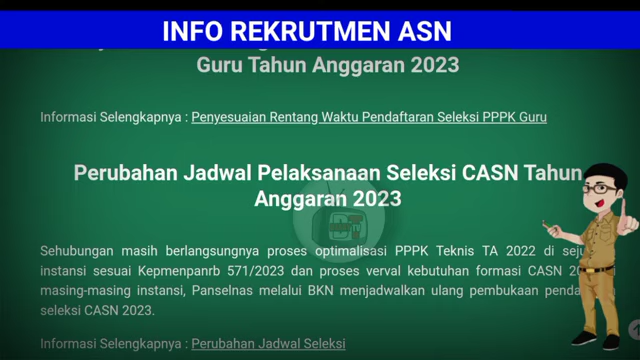 INFO REKRUTMEN ASN
Guru Tahun Anggaran 2023
Informasi Selengkapnya : Penyesuaian Rentang Waktu Pendaftaran Seleksi PPPK Guru
Perubahan Jadwal Pelaksanaan Seleksi CASN Tahun
Anggaran 2023
Sehubungan masih berlangsungnya proses optimalisasi PPPK Teknis TA 2022 di
instansi sesuai Kepmenpanrb 571/2023 dan proses verval kebutuhan formasi CASN
masing-masing instansi, Panselnas melalui BKN menjadwalkan ulang pembukaan
seleksi CASN 2023.
Informasi Selengkapnya : Perubahan Jadwal Seleksi